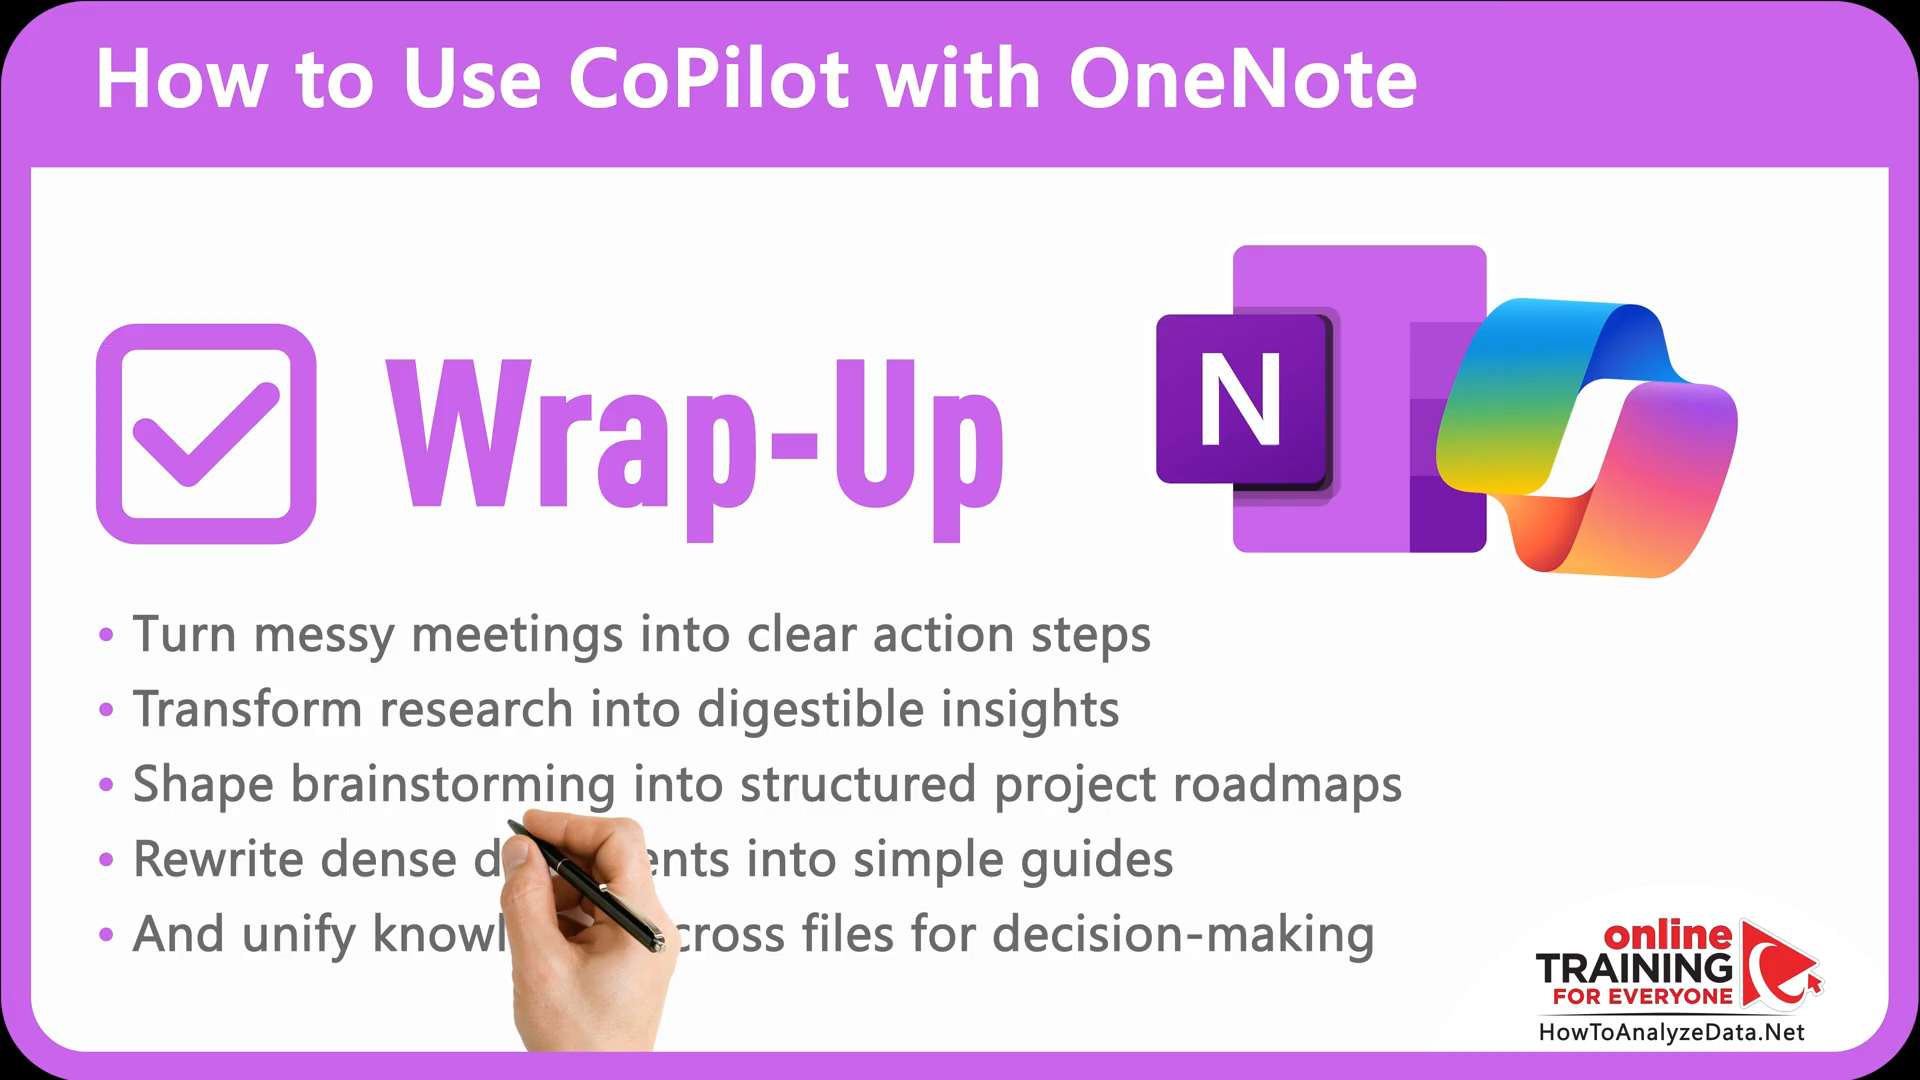 How to Use CoPilot with OneNote
Wrap-Up
N
• Turn messy meetings into clear action steps
• Transform research into digestible insights
• Shape brainstorming into structured project roadmaps
• Rewrite dense d ents into simple guides
• And unify knowl cross files for decision-making
online
TRAINING
FOR EVERYONE
HowToAnalyzeData.Net